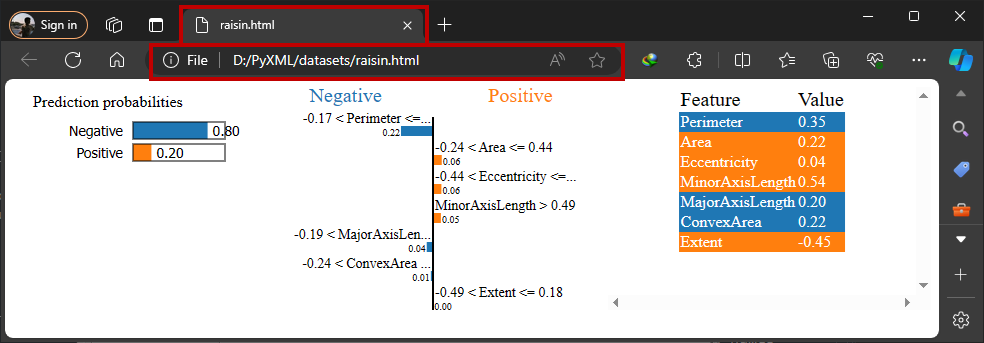 Sign in
raisin.html
File
D:/PyXML/datasets/raisin.html
Prediction probabilities
Negative 0.80
Positive 0.20
Negative Positive
-0.17 < Perimeter <=...
0.22
-0.24 < Area <= 0.44
0.06
-0.44 < Eccentricity <=...
0.06
MinorAxisLength > 0.49
0.05
-0.19 < MajorAxisLen...
0.04
-0.24 < ConvexArea ...
0.01
-0.49 < Extent <= 0.18
0.00
Feature Value
Perimeter 0.35
Area 0.22
Eccentricity 0.04
MinorAxisLength 0.54
MajorAxisLength 0.20
ConvexArea 0.22
Extent -0.45